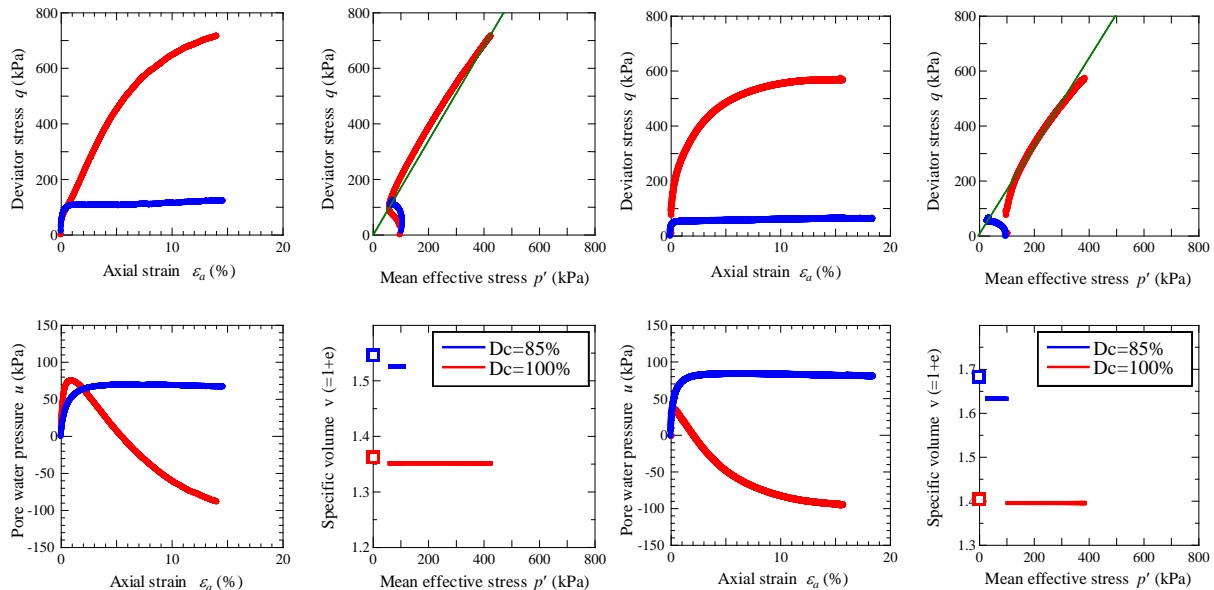 Deviator stress q (kPa)
800
600
400
200
0
0 10 20
Axial strain εa (%)
Deviator stress q (kPa)
800
600
400
200
0
0 200 400 600 800
Mean effective stress p′ (kPa)
Deviator stress q (kPa)
800
600
400
200
0
0 10 20
Axial strain εa (%)
Deviator stress q (kPa)
800
600
400
200
0
0 200 400 600 800
Mean effective stress p′ (kPa)
Pore water pressure u (kPa)
150
100
50
0
-50
-100
-150
0 10 20
Axial strain εa (%)
Specific volume v (=1+e)
1.5
1.4
1.3
1.2
0 200 400 600 800
Mean effective stress p′ (kPa)
Dc=85%
Dc=100%
Pore water pressure u (kPa)
150
100
50
0
-50
-100
-150
0 10 20
Axial strain εa (%)
Specific volume v (=1+e)
1.7
1.6
1.5
1.4
1.3
0 200 400 600 800
Mean effective stress p′ (kPa)
Dc=85%
Dc=100%